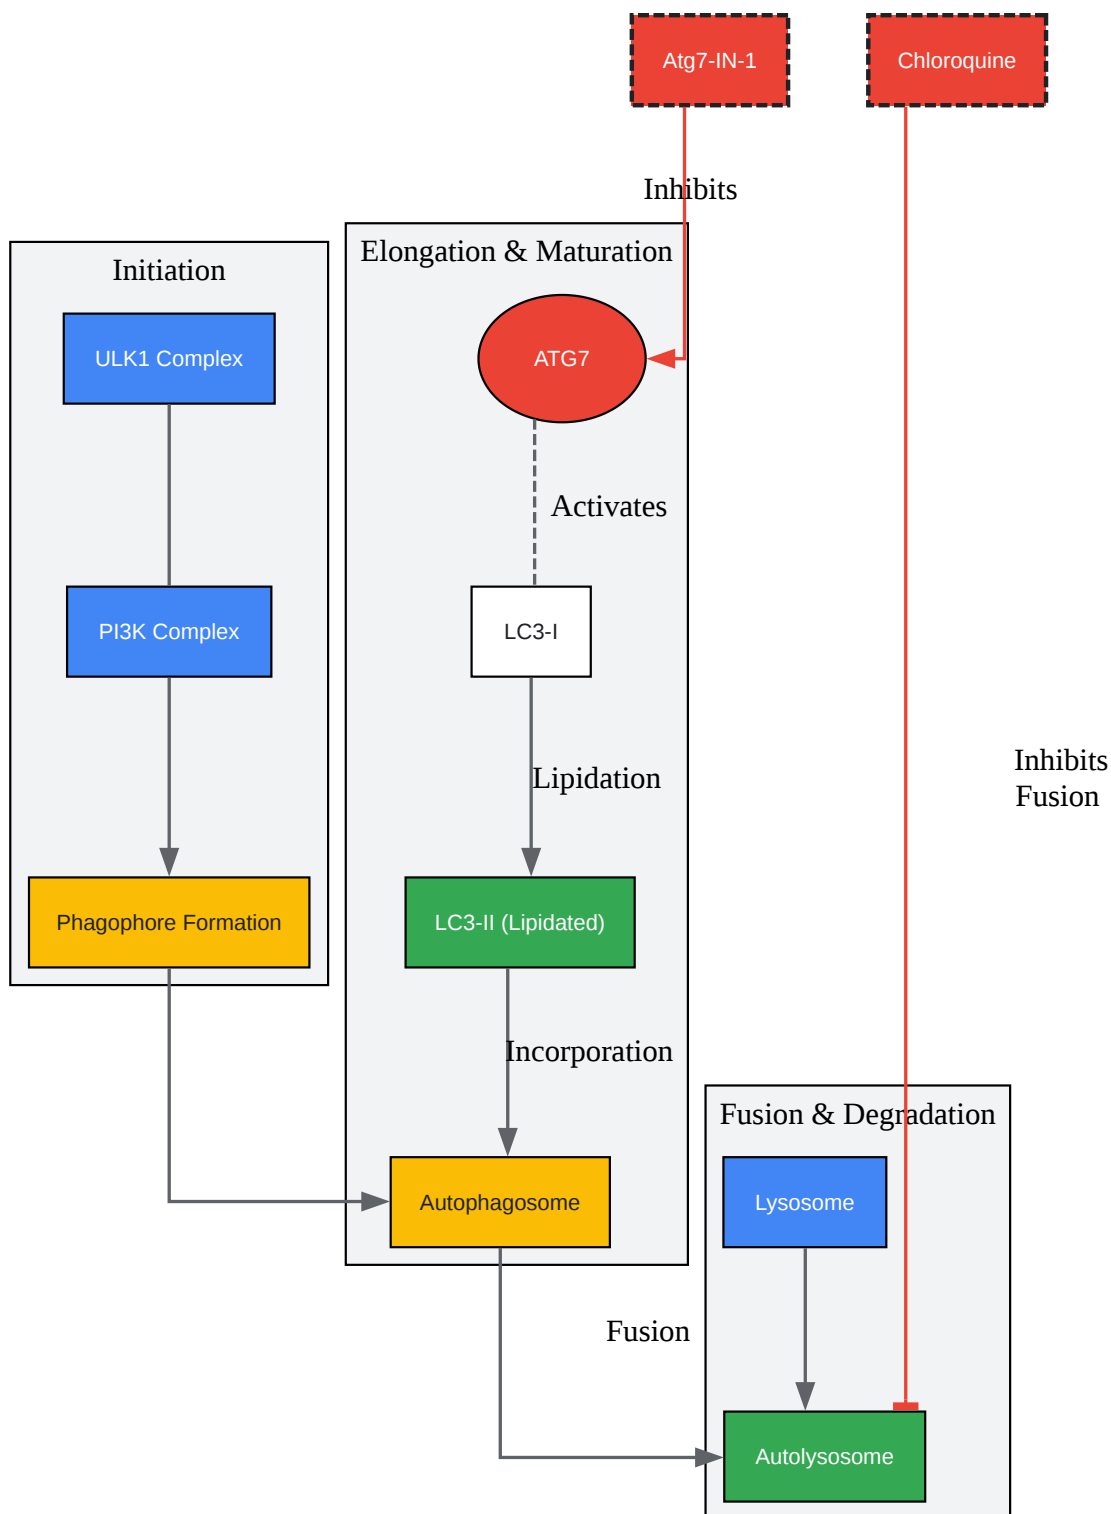 Atg7-IN-1
Chloroquine
Inhibits
Elongation & Maturation
Initiation
ULK1 Complex
ATG7
Activates
PI3K Complex
LC3-I
Inhibits
Fusion
Lipidation
Phagophore Formation
LC3-II (Lipidated)
Incorporation
Fusion & Degradation
Autophagosome
Lysosome
Fusion
Autolysosome